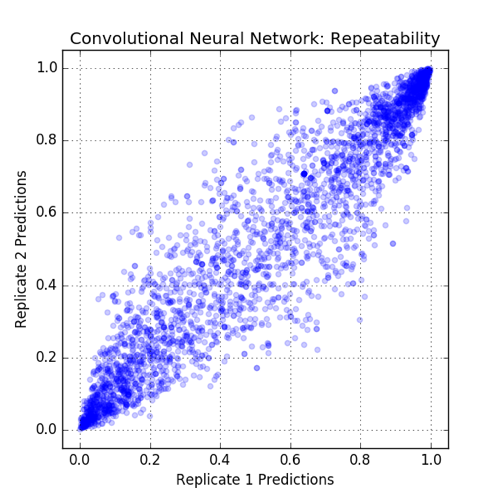 Convolutional Neural Network: Repeatability
1.0
0.8
0.6
0.4
0.2
0.0
Replicate 2 Predictions
0.0 0.2 0.4 0.6 0.8 1.0
Replicate 1 Predictions